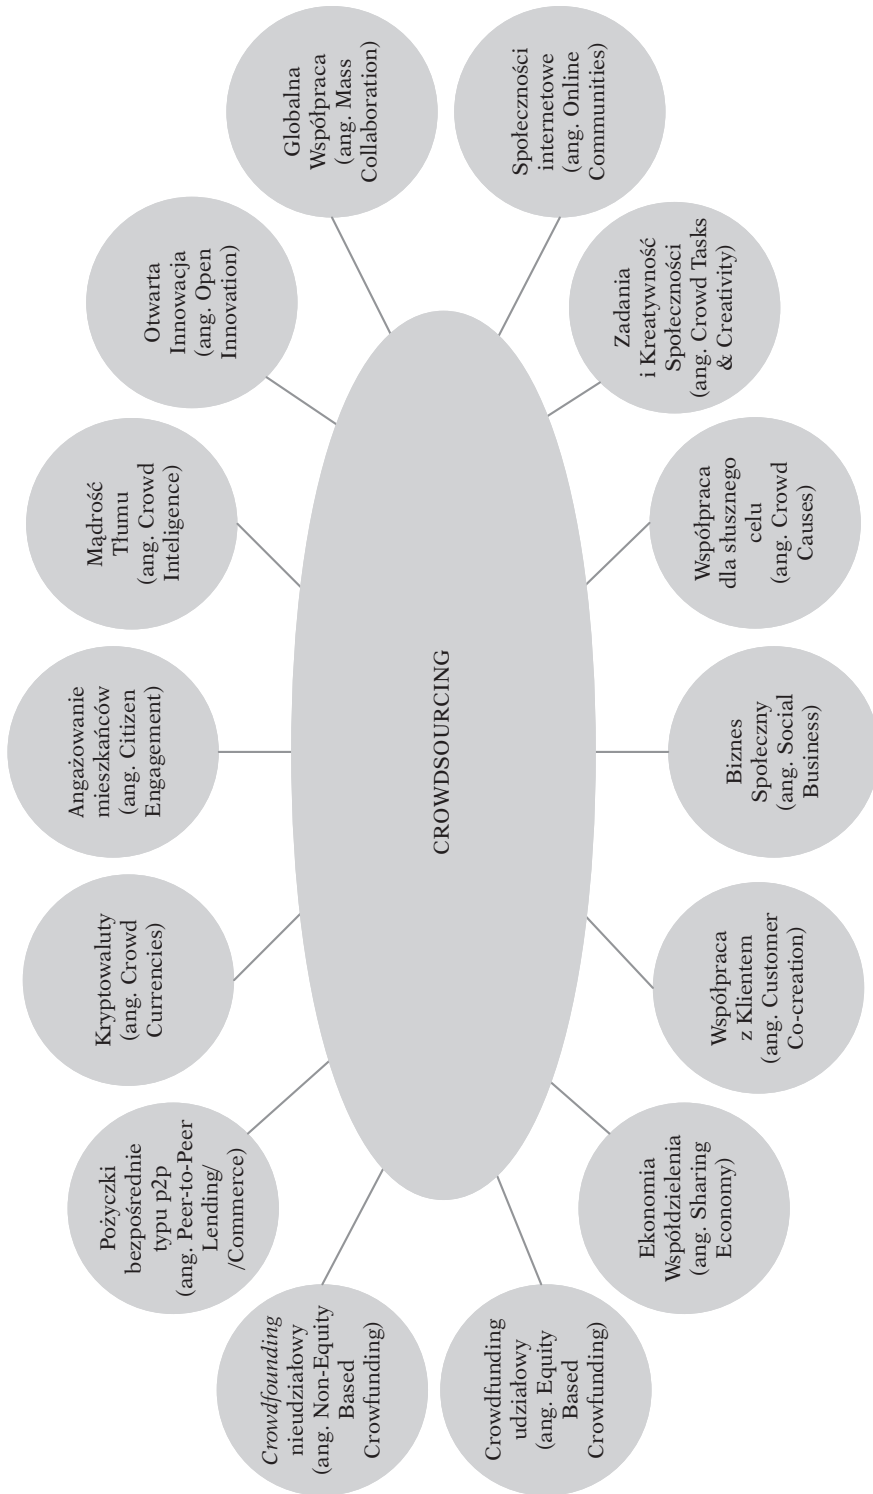 Crowdfounding
nieudziałowy
(ang. Non-Equity
Based
Crowfunding)
Pożyczki
bezpośrednie
typu p2p
(ang. Peer-to-Peer
Lending/
/Commerce)
Kryptowaluty
(ang. Crowd
Currencies)
Angażowanie
mieszkańców
(ang. Citizen
Engagement)
Mądrość
Tłumu
(ang. Crowd
Inteligence)
Otwarta
Innowacja
(ang. Open
Innovation)
Globalna
Współpraca
(ang. Mass
Collaboration)
CROWDSOURCING
Crowdfunding
udziałowy
(ang. Equity
Based
Crowfunding)
Ekonomia
Współdzielenia
(ang. Sharing
Economy)
Współpraca
z Klientem
(ang. Customer
Co-creation)
Biznes
Społeczny
(ang. Social
Business)
Współpraca
dla słusznego
celu
(ang. Crowd
Causes)
Zadania
i Kreatywność
Społeczności
(ang. Crowd Tasks
& Creativity)
Społeczności
internetowe
(ang. Online
Communities)